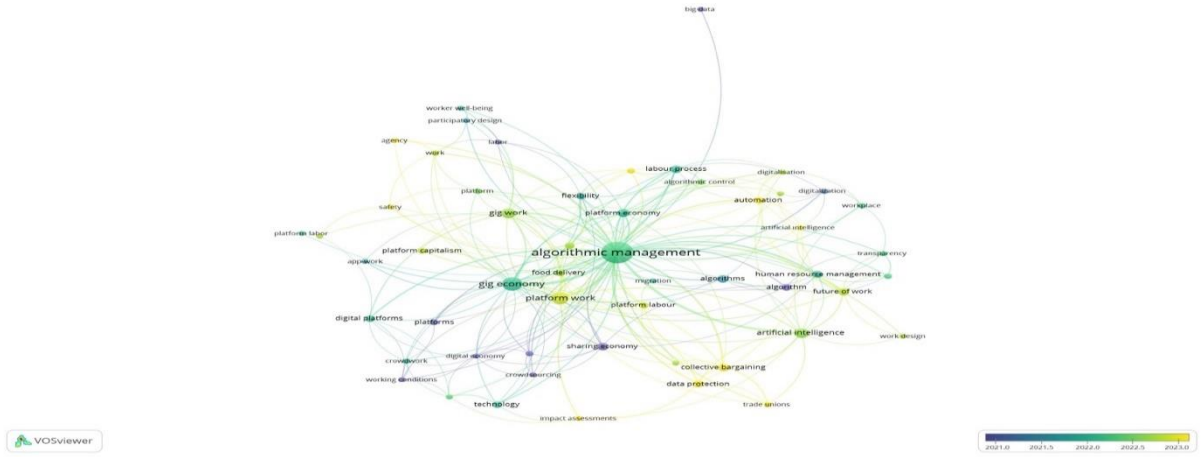 big data
worker well-being
participatory design
agency
labor
work
labour process
algorithmic control
digitalisation
platform
flexibility
automation
digitalization
safety
gig work
platform economy
workplace
platform labor
artificial intelligence
platform capitalism
algorithmic management
transparency
app work
food delivery
gig economy
migration
algorithms
human resource management
algorithm
future of work
platform work
platform labour
digital platforms
platforms
artificial intelligence
work design
sharing economy
digital economy
crowdwork
collective bargaining
working conditions
crowdsourcing
data protection
technology
trade unions
impact assessments
VOSviewer
2021.0 2021.5 2022.0 2022.5 2023.0